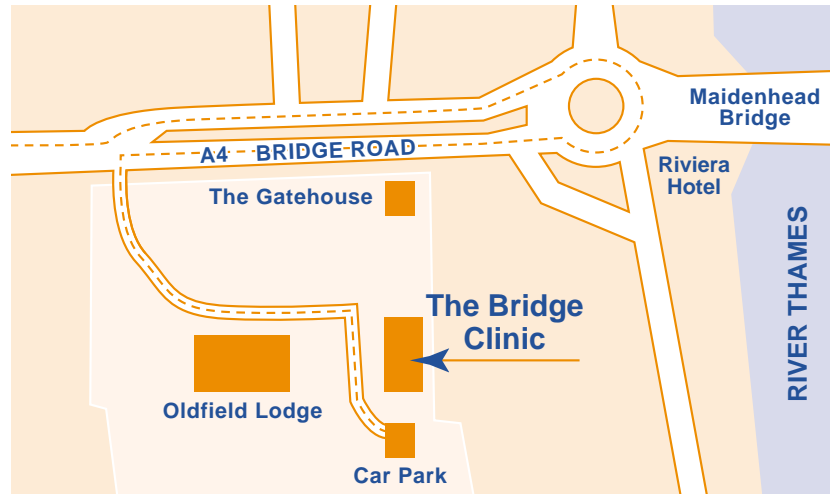 Maidenhead
Bridge
A4 BRIDGE ROAD
Riviera
Hotel
The Gatehouse
RIVER THAMES
The Bridge
Clinic
Oldfield Lodge
Car Park